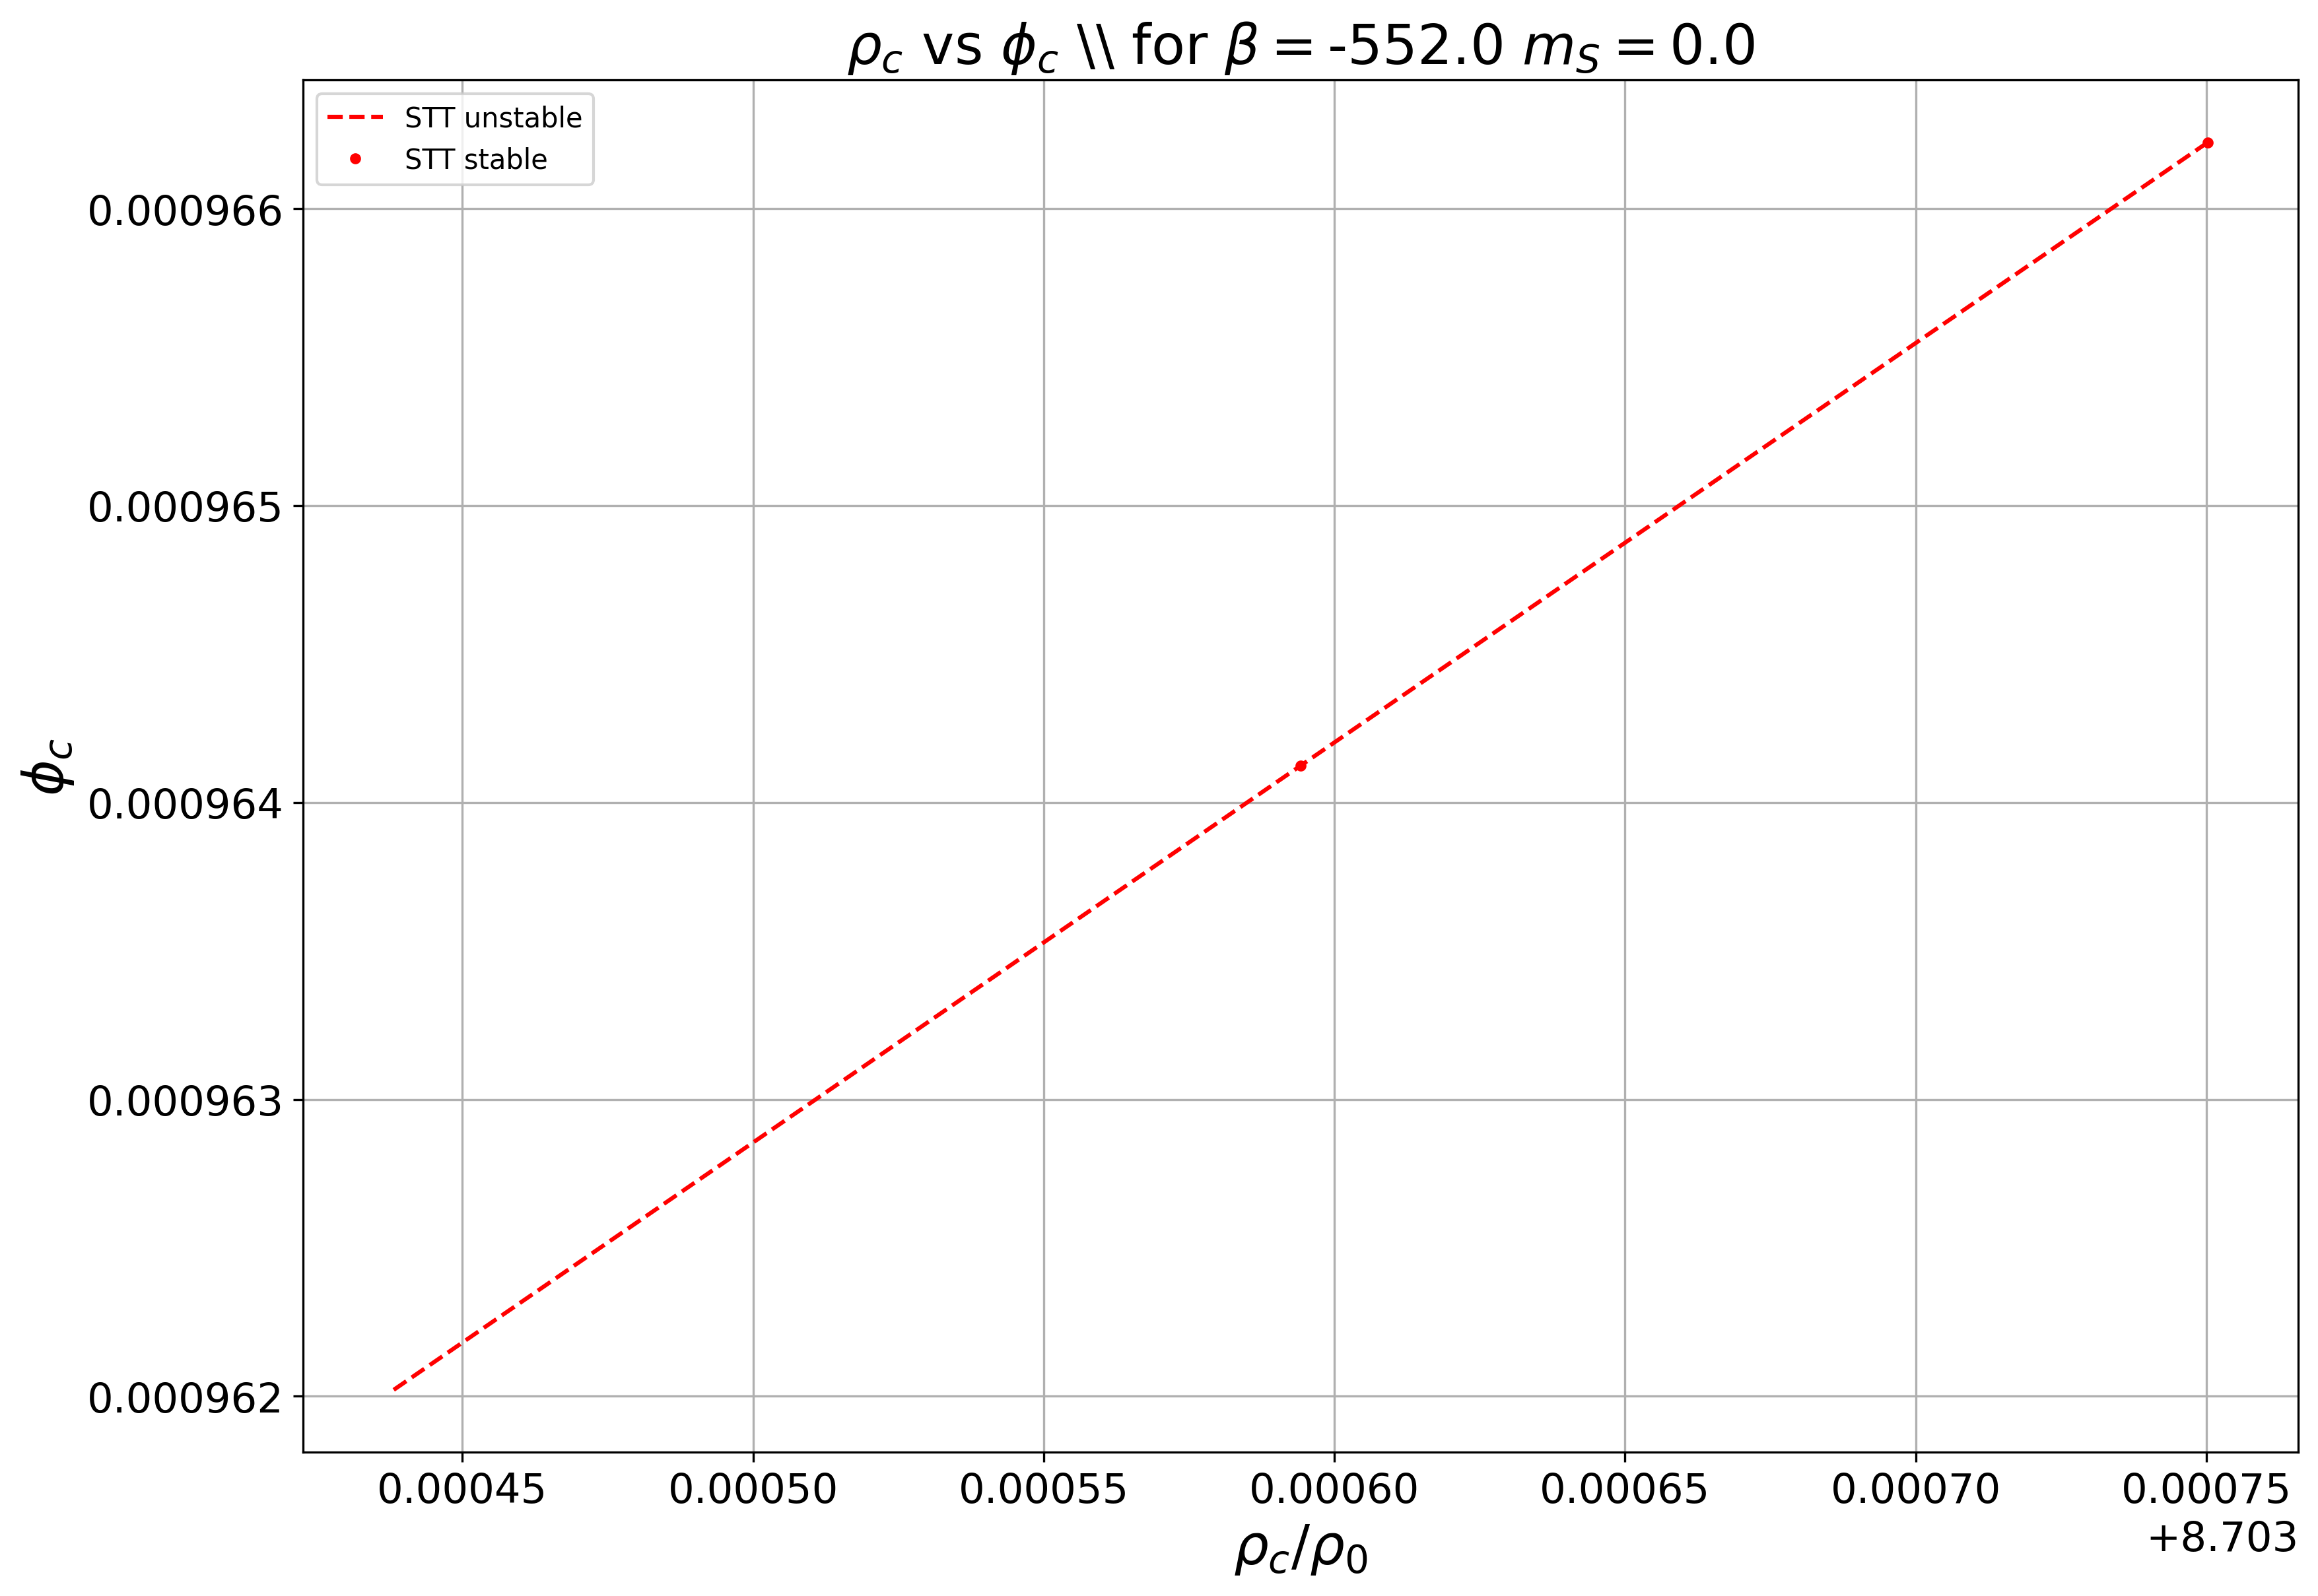 ρc vs ϕc \\ for β = -552.0 mS = 0.0
STT unstable
STT stable
0.000966
0.000965
0.000964
0.000963
0.000962
ϕc
0.00045 0.00050 0.00055 0.00060 0.00065 0.00070 0.00075
+8.703
ρc/ρ0